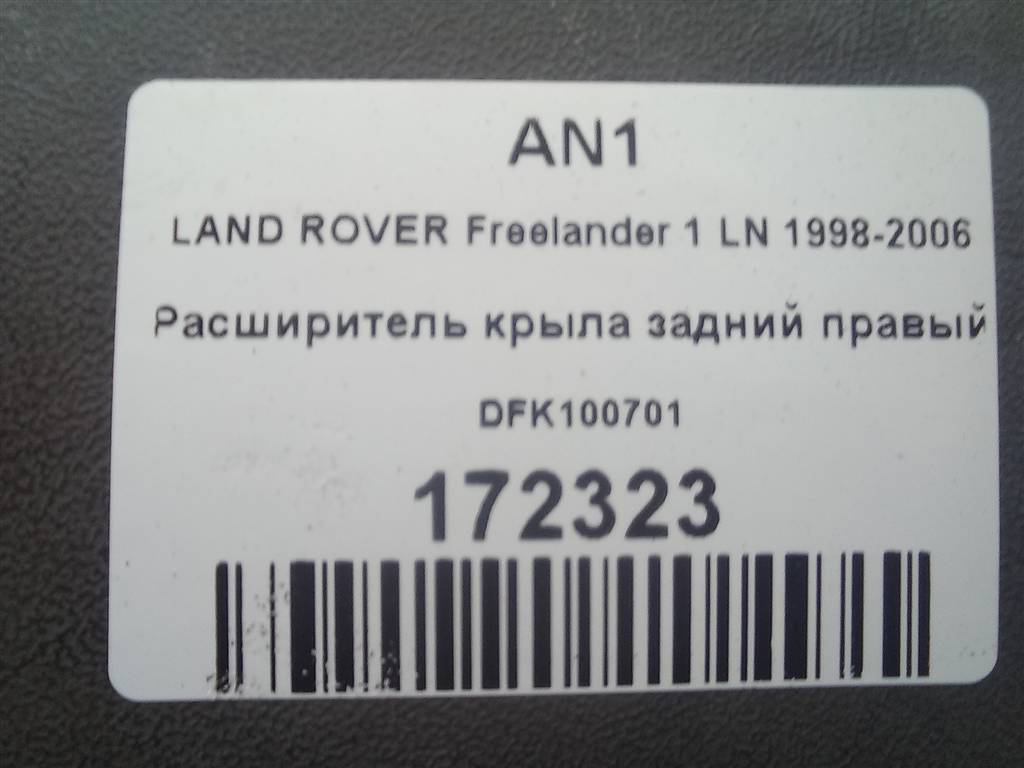 AN1
LAND ROVER Freelander 1 LN 1998-2006
Расширитель крыла задний правый
DFK100701
172323